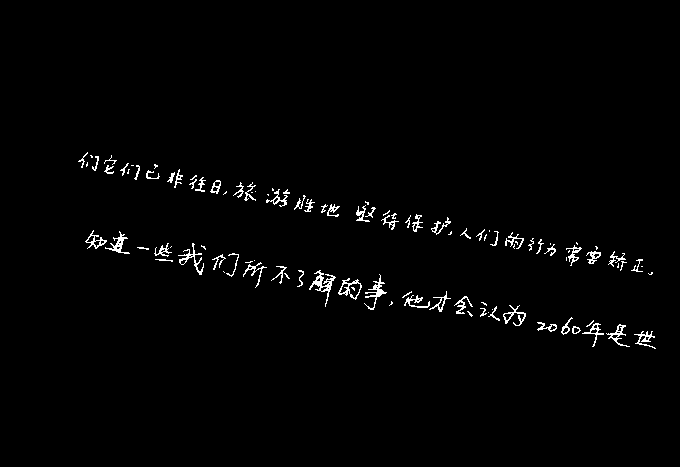 们它们已非往日,旅游胜地 坚待保护,人们的行为需要矫正。
知道一些我们所不了解的事,他才会认为2060年是世